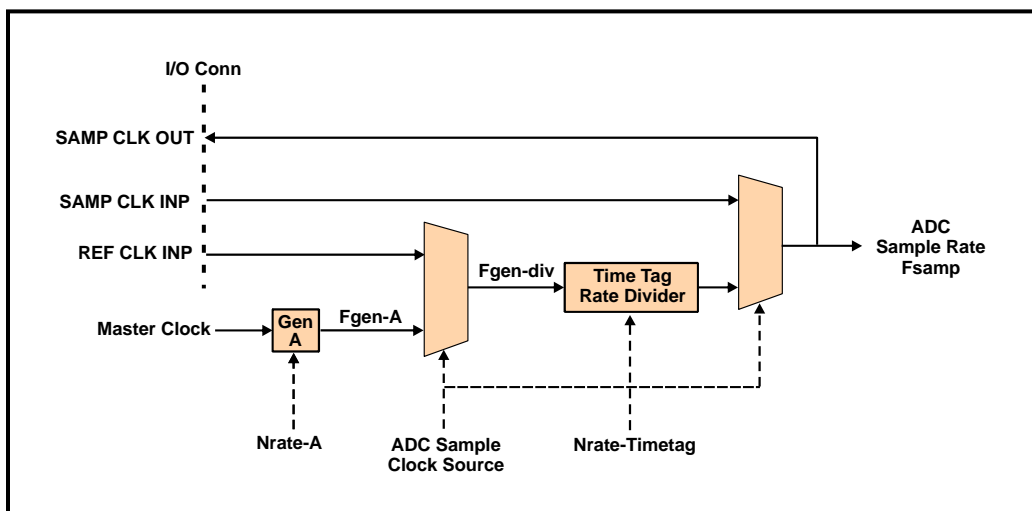 I/O Conn
SAMP CLK OUT
SAMP CLK INP
REF CLK INP
Master Clock
Gen
A
Fgen-A
Fgen-div
Time Tag
Rate Divider
ADC
Sample Rate
Fsamp
Nrate-A
ADC Sample
Clock Source
Nrate-Timetag